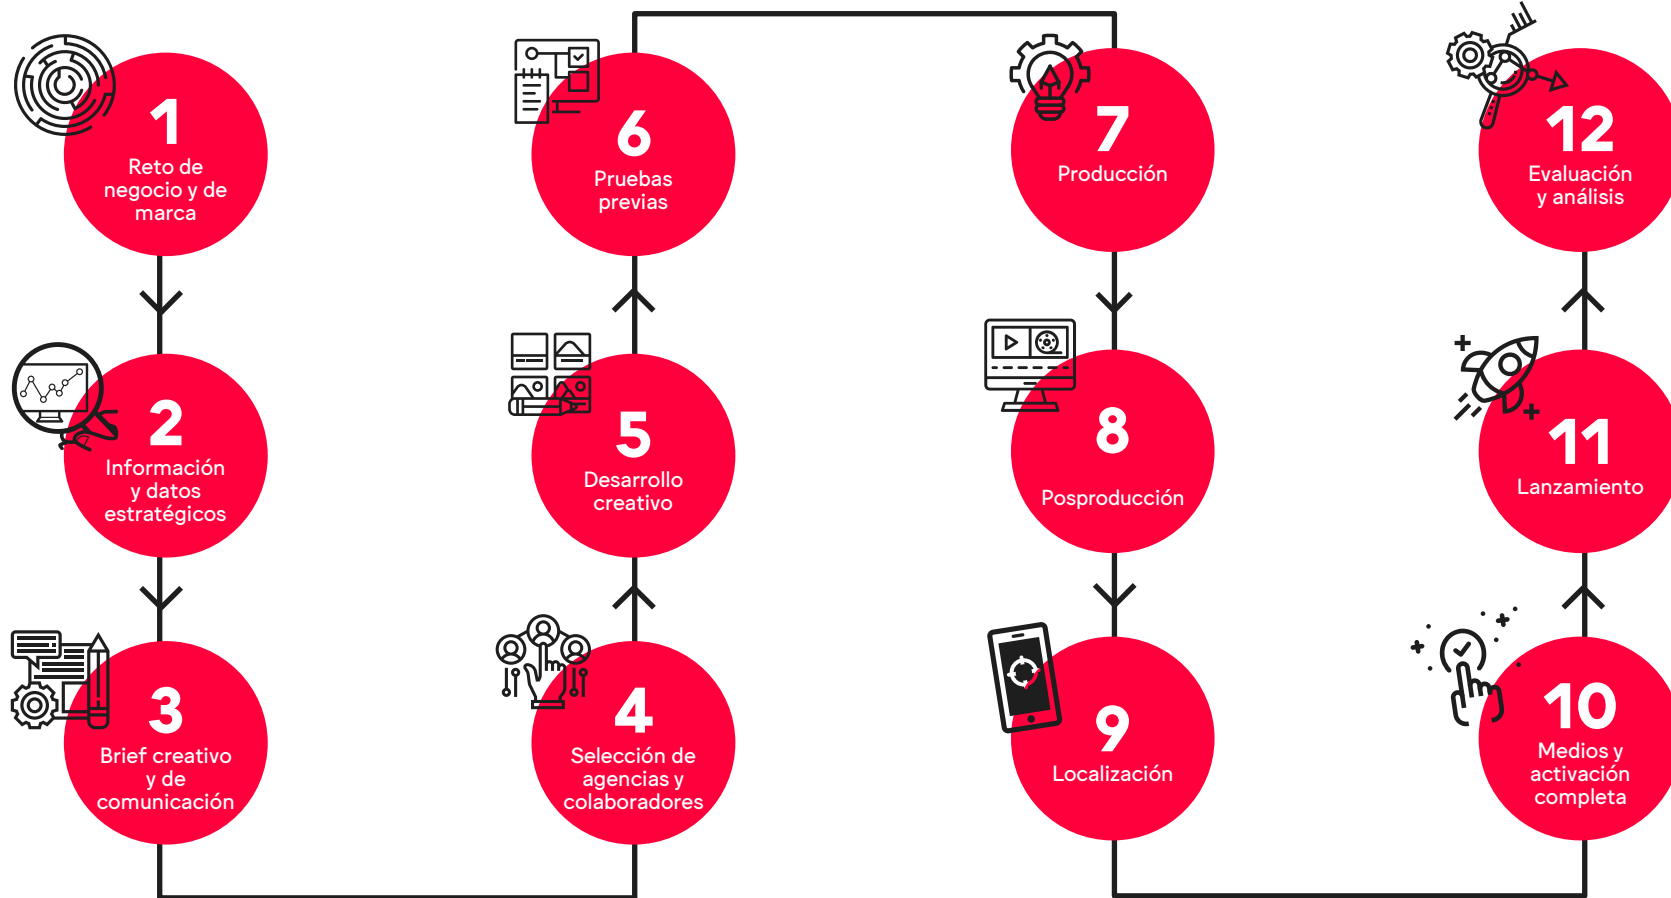 1
Reto de
negocio y de
marca
2
Información
y datos
estratégicos
3
Brief creativo
y de
comunicación
4
Selección de
agencias y
colaboradores
5
Desarrollo
creativo
6
Pruebas
previas
7
Producción
8
Posproducción
9
Localización
10
Medios y
activación
completa
11
Lanzamiento
12
Evaluación
y análisis